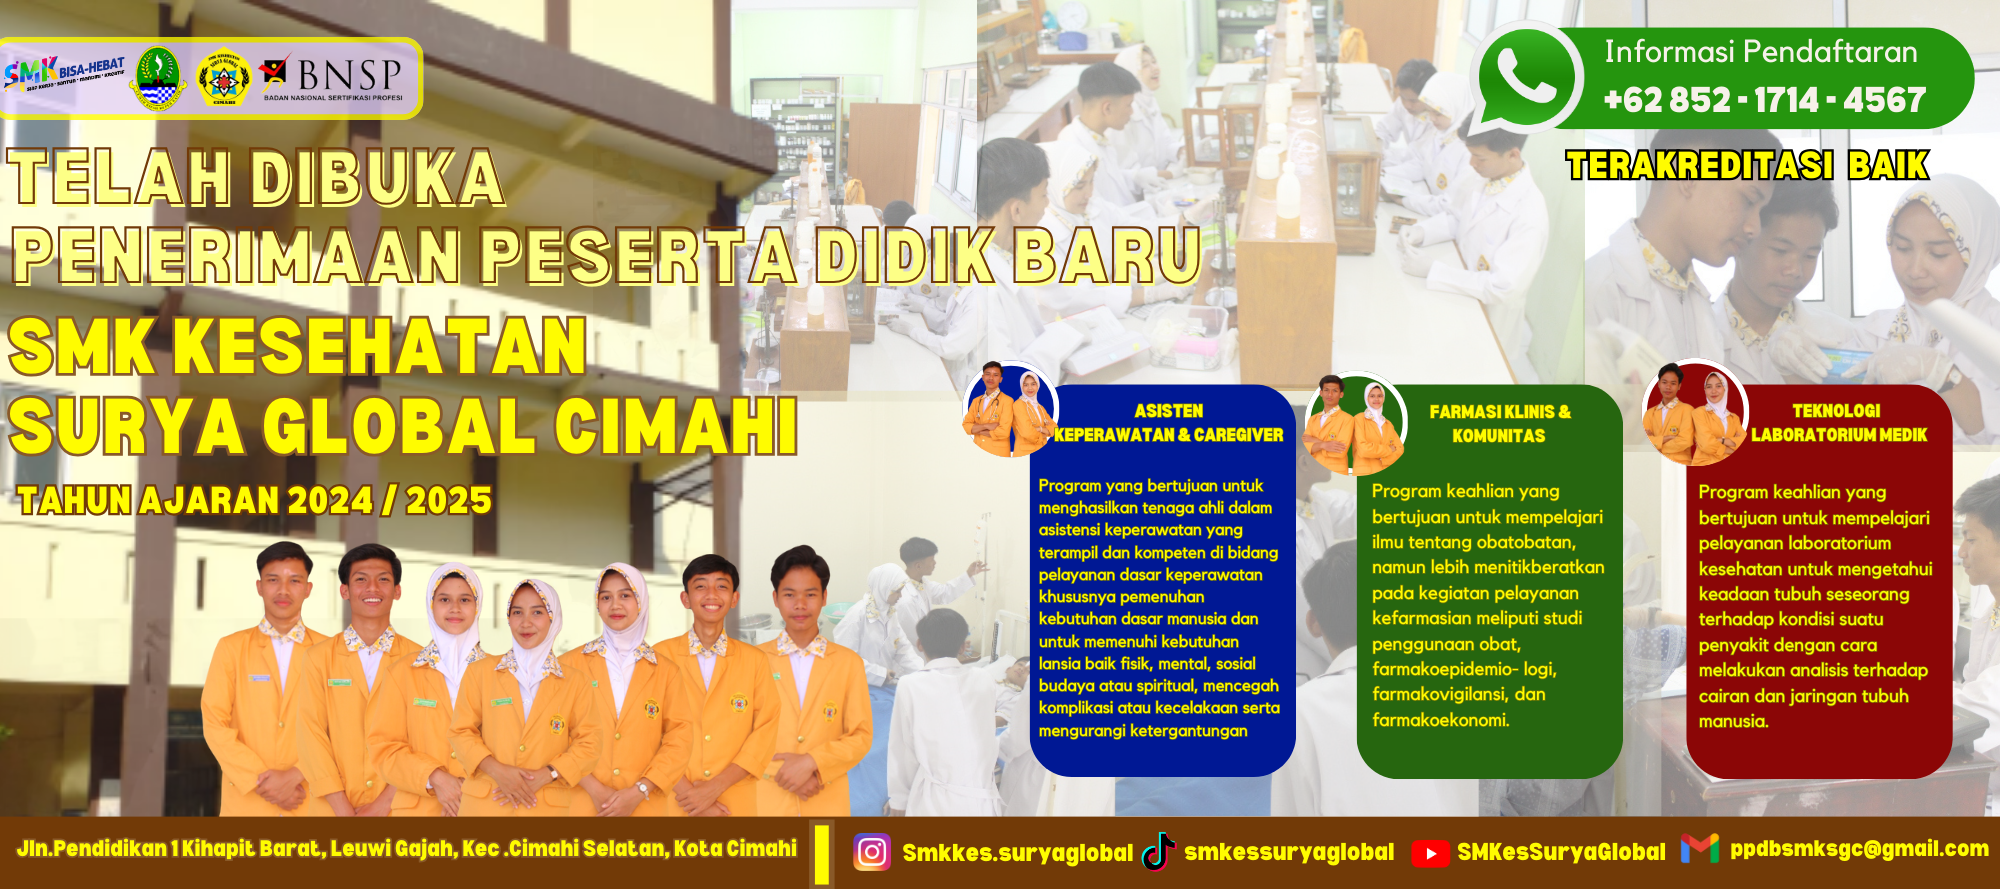 SMK BISA-HEBAT
SIAP KERJA • SANTUN • MANDIRI • KREATIF
CIMAHI
BNSP
BADAN NASIONAL SERTIFIKASI PROFESI
Informasi Pendaftaran
+62 852 - 1714 - 4567
TERAKREDITASI BAIK
TELAH DIBUKA
PENERIMAAN PESERTA DIDIK BARU
SMK KESEHATAN
SURYA GLOBAL CIMAHI
TAHUN AJARAN 2024 / 2025
ASISTEN
KEPERAWATAN & CAREGIVER
Program yang bertujuan untuk
menghasilkan tenaga ahli dalam
asistensi keperawatan yang
terampil dan kompeten di bidang
pelayanan dasar keperawatan
khususnya pemenuhan
kebutuhan dasar manusia dan
untuk memenuhi kebutuhan
lansia baik fisik, mental, sosial
budaya atau spiritual, mencegah
komplikasi atau kecelakaan serta
mengurangi ketergantungan
FARMASI KLINIS &
KOMUNITAS
Program keahlian yang
bertujuan untuk mempelajari
ilmu tentang obatobatan,
namun lebih menitikberatkan
pada kegiatan pelayanan
kefarmasian meliputi studi
penggunaan obat,
farmakoepidemio- logi,
farmakovigilansi, dan
farmakoekonomi.
TEKNOLOGI
LABORATORIUM MEDIK
Program keahlian yang
bertujuan untuk mempelajari
pelayanan laboratorium
kesehatan untuk mengetahui
keadaan tubuh seseorang
terhadap kondisi suatu
penyakit dengan cara
melakukan analisis terhadap
cairan dan jaringan tubuh
manusia.
Jln.Pendidikan 1 Kihapit Barat, Leuwi Gajah, Kec .Cimahi Selatan, Kota Cimahi
Smkkes.suryaglobal
smkessuryaglobal
SMKesSuryaGlobal
ppdbsmksgc@gmail.com